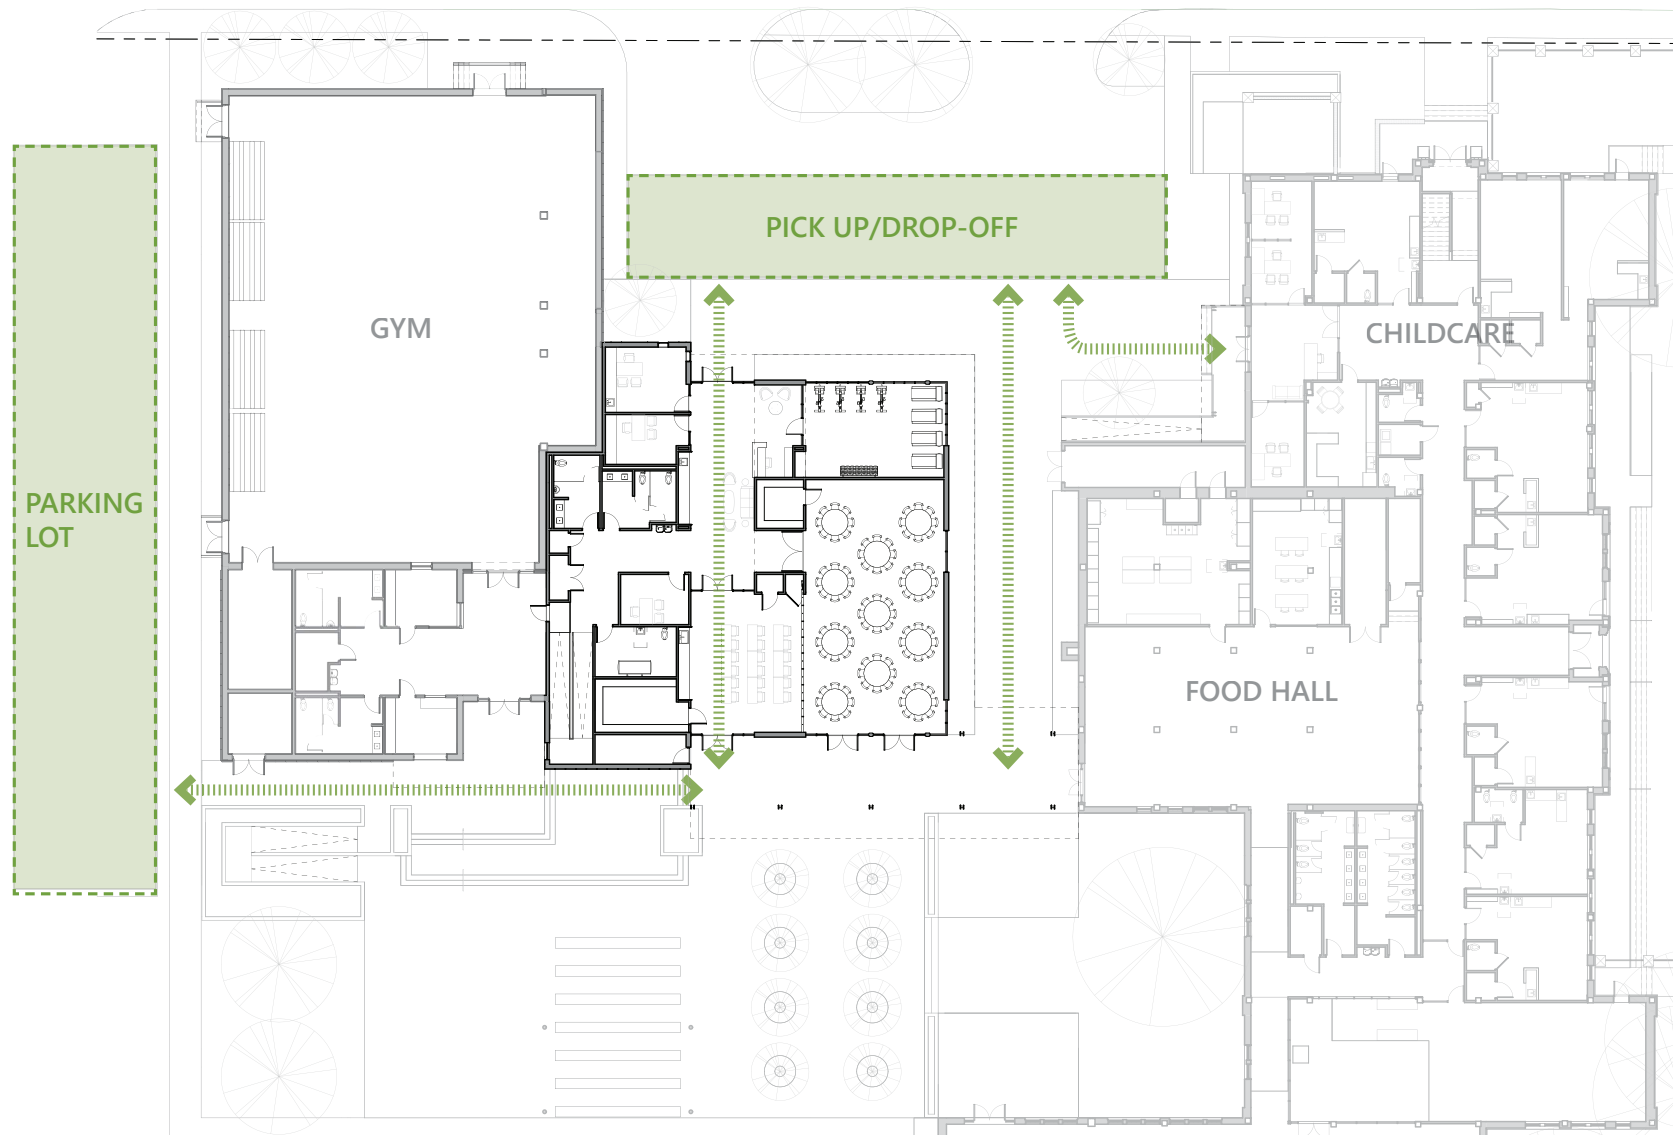 PICK UP/DROP-OFF
GYM
CHILDCARE
PARKING
LOT
FOOD HALL